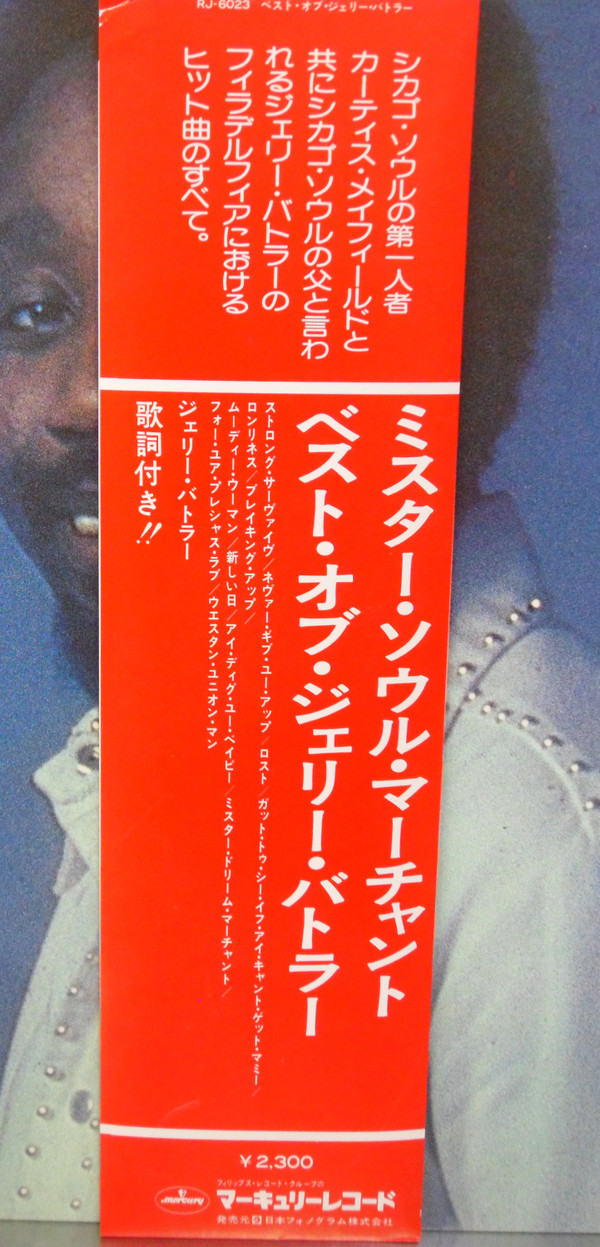 RJ-6023 ベスト・オブ・ジェリー・バトラー
シカゴ・ソウルの第一人者
カーティス・メイフィールドと
共にシカゴ・ソウルの父と言わ
れるジェリー・バトラーの
フィラデルフィアにおける
ヒット曲のすべて。
ミスター・ソウル・マーチャント
ベスト・オブ・ジェリー・バトラー
ストロング・サーヴァイヴ/ネヴァー・ギブ・ユー・アップ/ロスト/ガット・トゥ・シー・イフ・アイ・キャント・ゲット・マミー/
ロンリネス/ブレイキング・アップ/
ムーディー・ウーマン/新しい日/アイ・ディグ・ユー・ベイビー/ミスター・ドリーム・マーチャント/
フォー・ユア・プレシャス・ラブ/ウエスタン・ユニオン・マン
ジェリー・バトラー
歌詞付き!!
¥2,300
mercury
フィリップス・レコード・グループの
マーキュリーレコード
発売元 日本フォノグラム株式会社